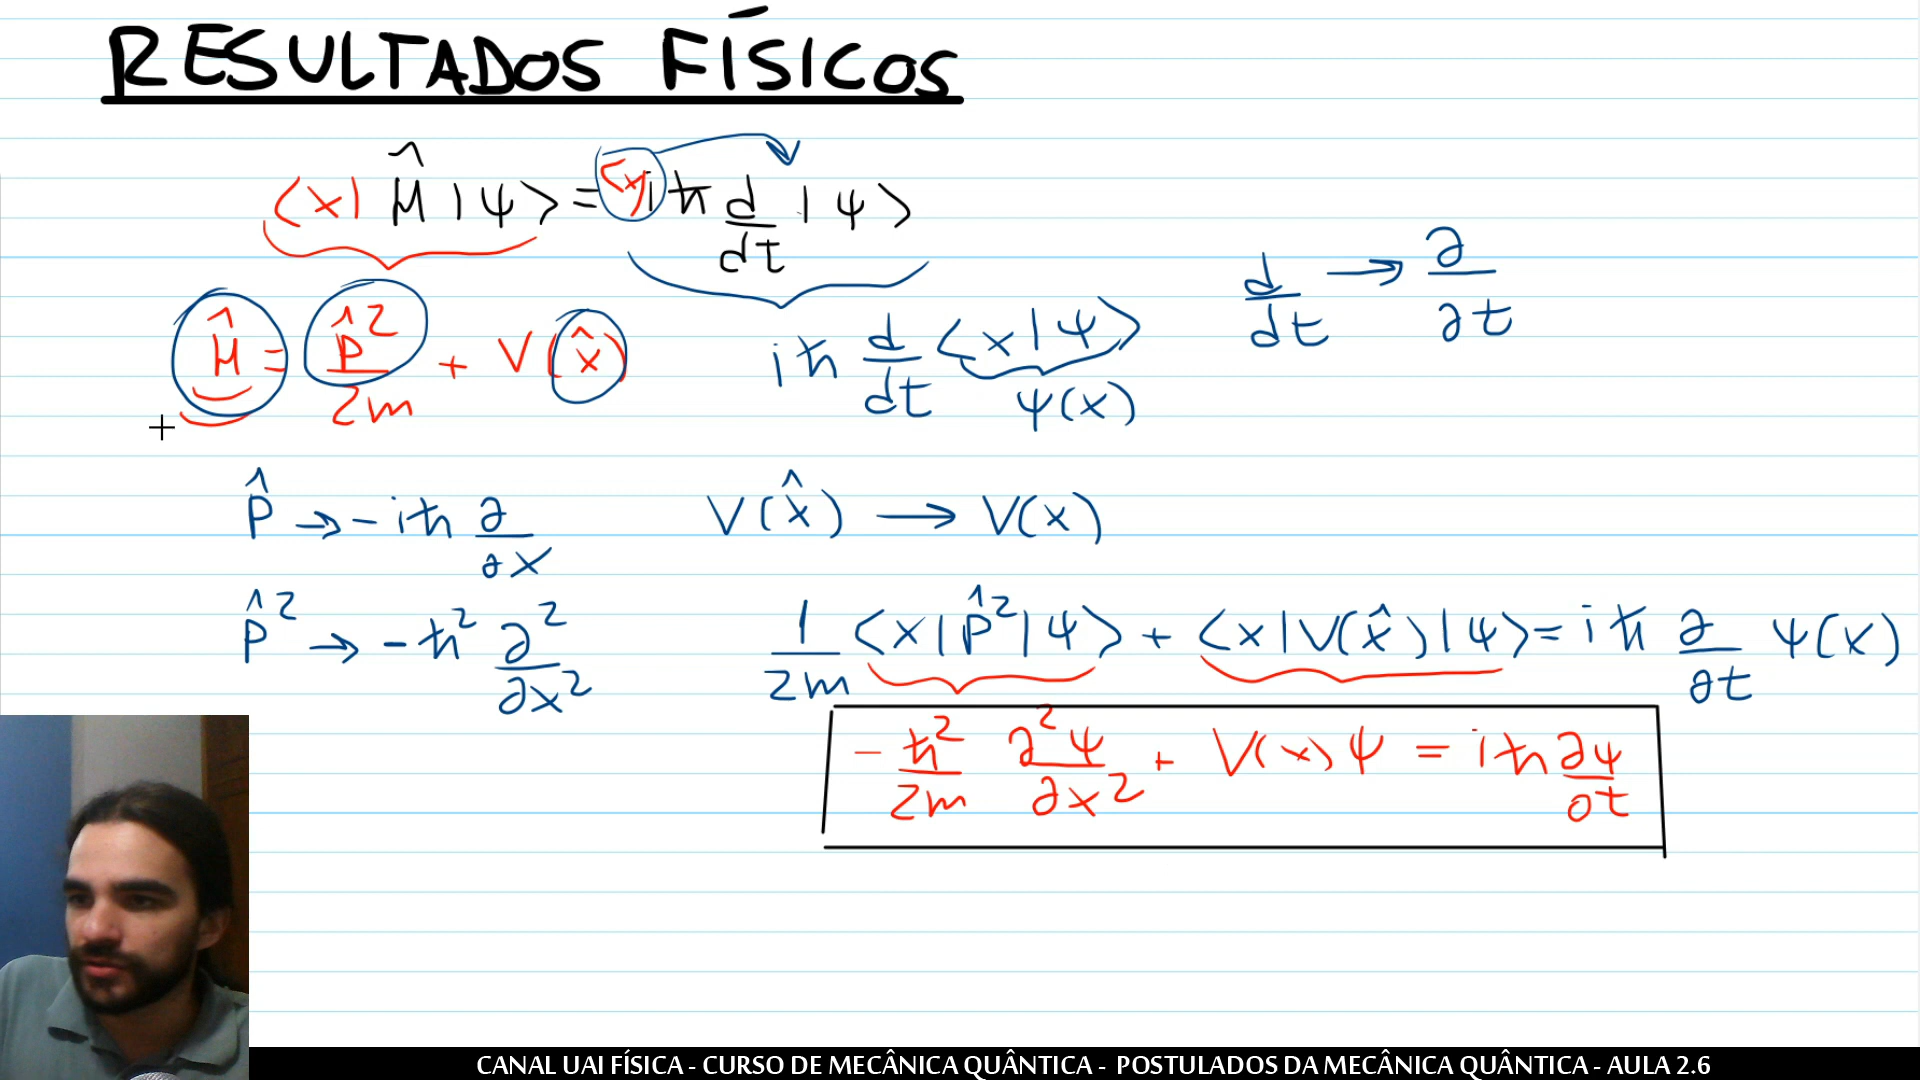 RESULTADOS FÍSICOS
⟨x| Ĥ |ψ⟩ = ⟨x| iħ d/dt |ψ⟩
d/dt → ∂/∂t
Ĥ = P̂²/2m + V(x̂)
iħ d/dt ⟨x|ψ⟩
ψ(x)
P̂ → -iħ ∂/∂x
V(x̂) → V(x)
P̂² → -ħ² ∂²/∂x²
1/2m ⟨x|P̂²|ψ⟩ + ⟨x|V(x̂)|ψ⟩ = iħ ∂/∂t ψ(x)
-ħ²/2m ∂²ψ/∂x² + V(x)ψ = iħ ∂ψ/∂t
CANAL UAI FÍSICA - CURSO DE MECÂNICA QUÂNTICA - POSTULADOS DA MECÂNICA QUÂNTICA - AULA 2.6